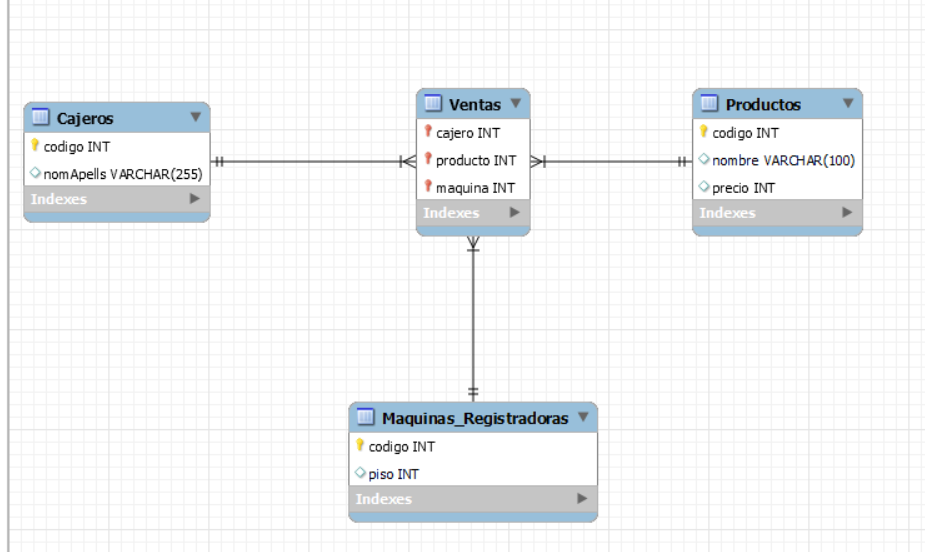 Cajeros
codigo INT
nomApells VARCHAR(255)
Indexes
Ventas
cajero INT
producto INT
maquina INT
Indexes
Productos
codigo INT
nombre VARCHAR(100)
precio INT
Indexes
Maquinas_Registradoras
codigo INT
piso INT
Indexes